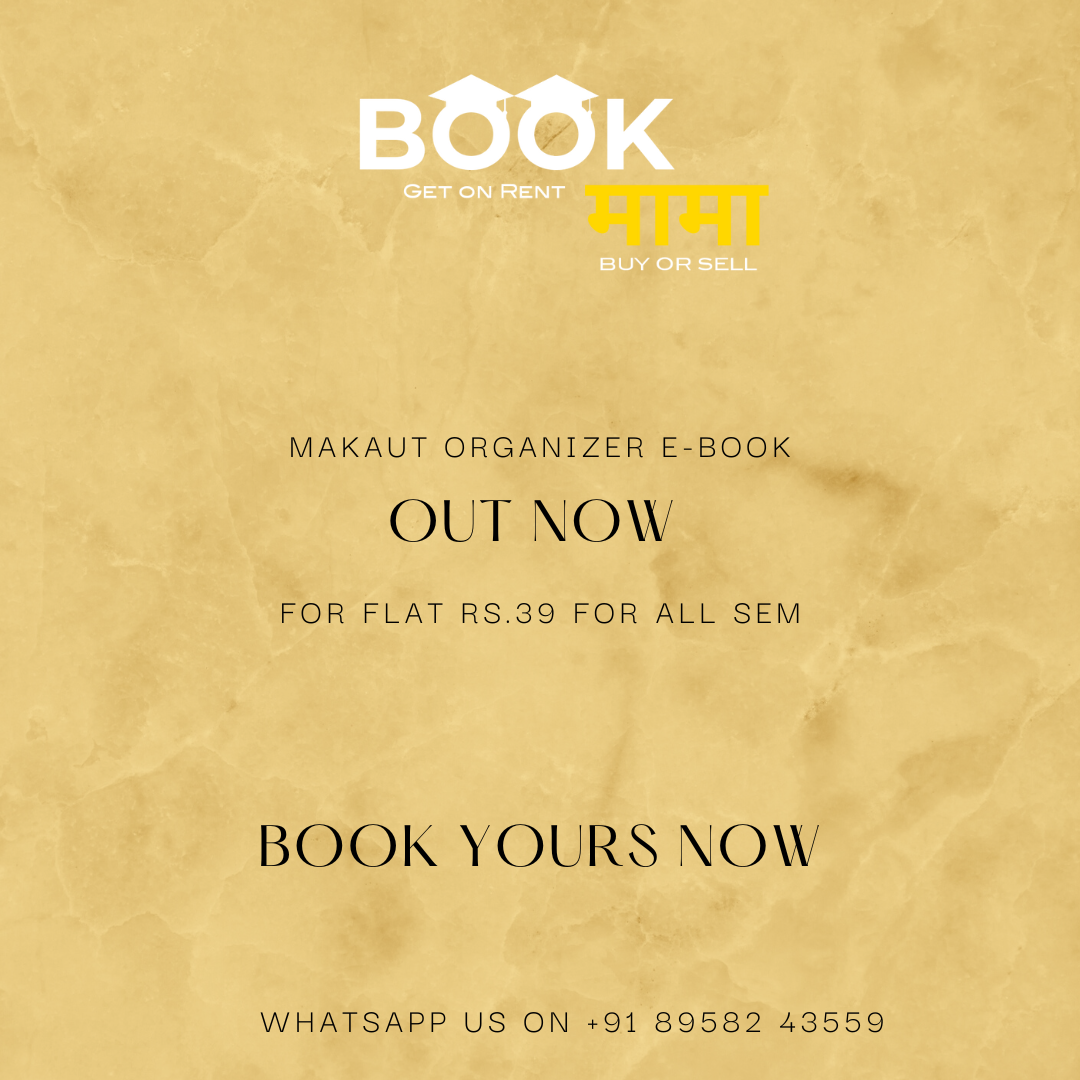 BOOK
GET ON RENT
मामा
BUY OR SELL
MAKAUT ORGANIZER E-BOOK
OUT NOW
FOR FLAT RS.39 FOR ALL SEM
BOOK YOURS NOW
WHATSAPP US ON +91 89582 43559